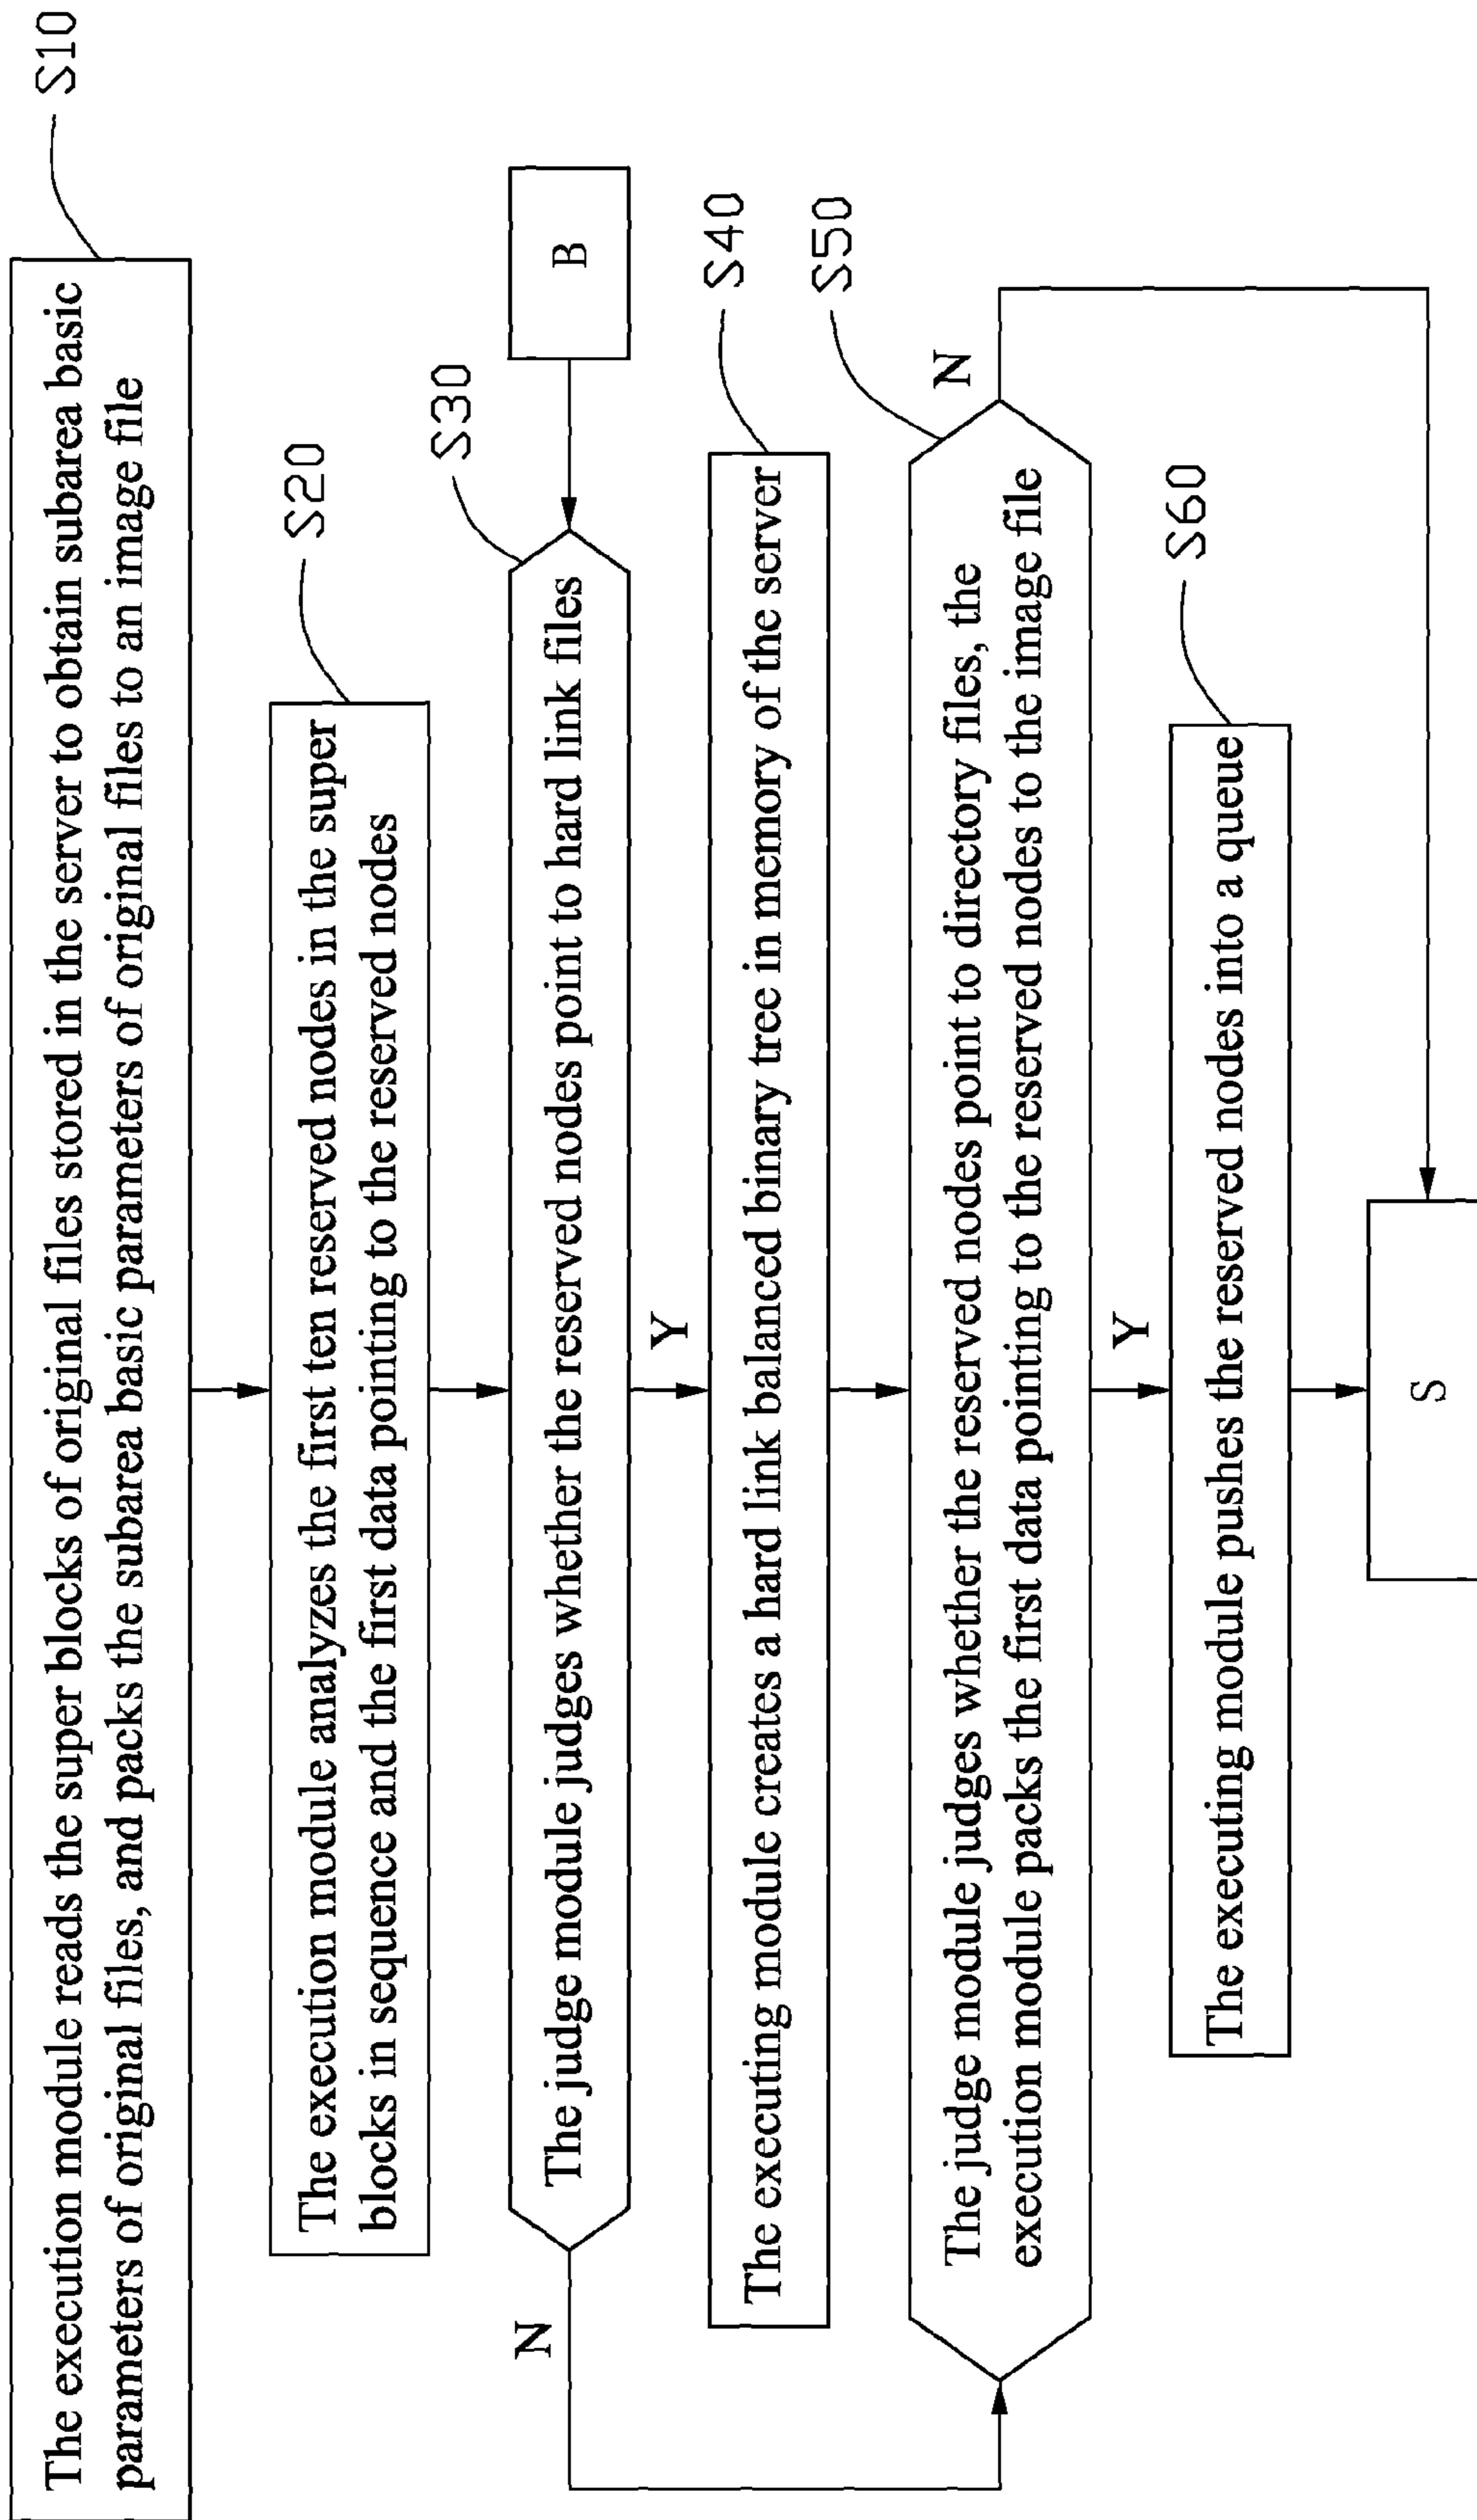 S10
The execution module reads the super blocks of original files stored in the server to obtain subarea basic
parameters of original files, and packs the subarea basic parameters of original files to an image file
S20
The execution module analyzes the first ten reserved nodes in the super
blocks in sequence and the first data pointing to the reserved nodes
S30
B
The judge module judges whether the reserved nodes point to hard link files
N
Y
S40
The executing module creates a hard link balanced binary tree in memory of the server
S50
The judge module judges whether the reserved nodes point to directory files, the
execution module packs the first data pointing to the reserved nodes to the image file
N
Y
S60
The executing module pushes the reserved nodes into a queue
S